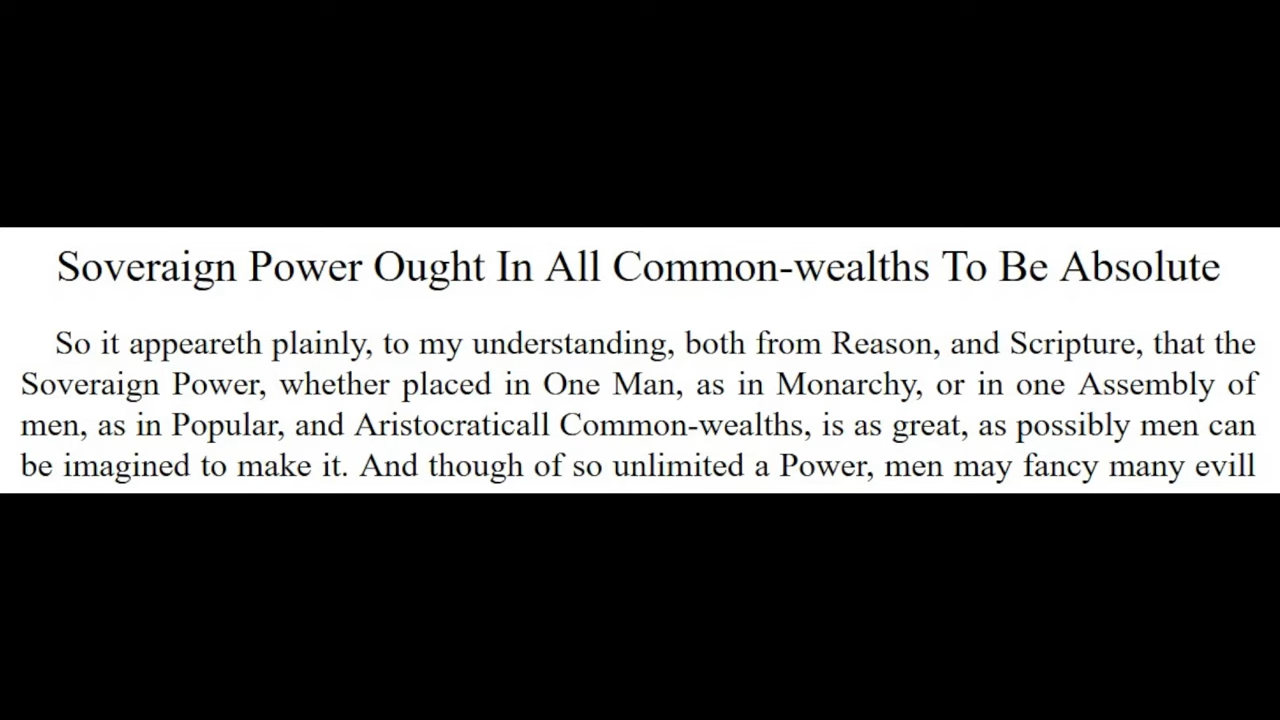 Soveraign Power Ought In All Common-wealths To Be Absolute
So it appeareth plainly, to my understanding, both from Reason, and Scripture, that the
Soveraign Power, whether placed in One Man, as in Monarchy, or in one Assembly of
men, as in Popular, and Aristocraticall Common-wealths, is as great, as possibly men can
be imagined to make it. And though of so unlimited a Power, men may fancy many evill